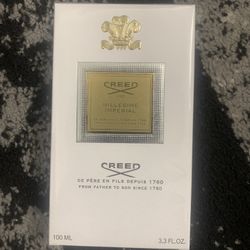 CREED
MILLESIME
IMPERIAL
CREED
DE PÈRE EN FILS DEPUIS 1760
FROM FATHER TO SON SINCE 1760
100 ML
3.3 FL.OZ.